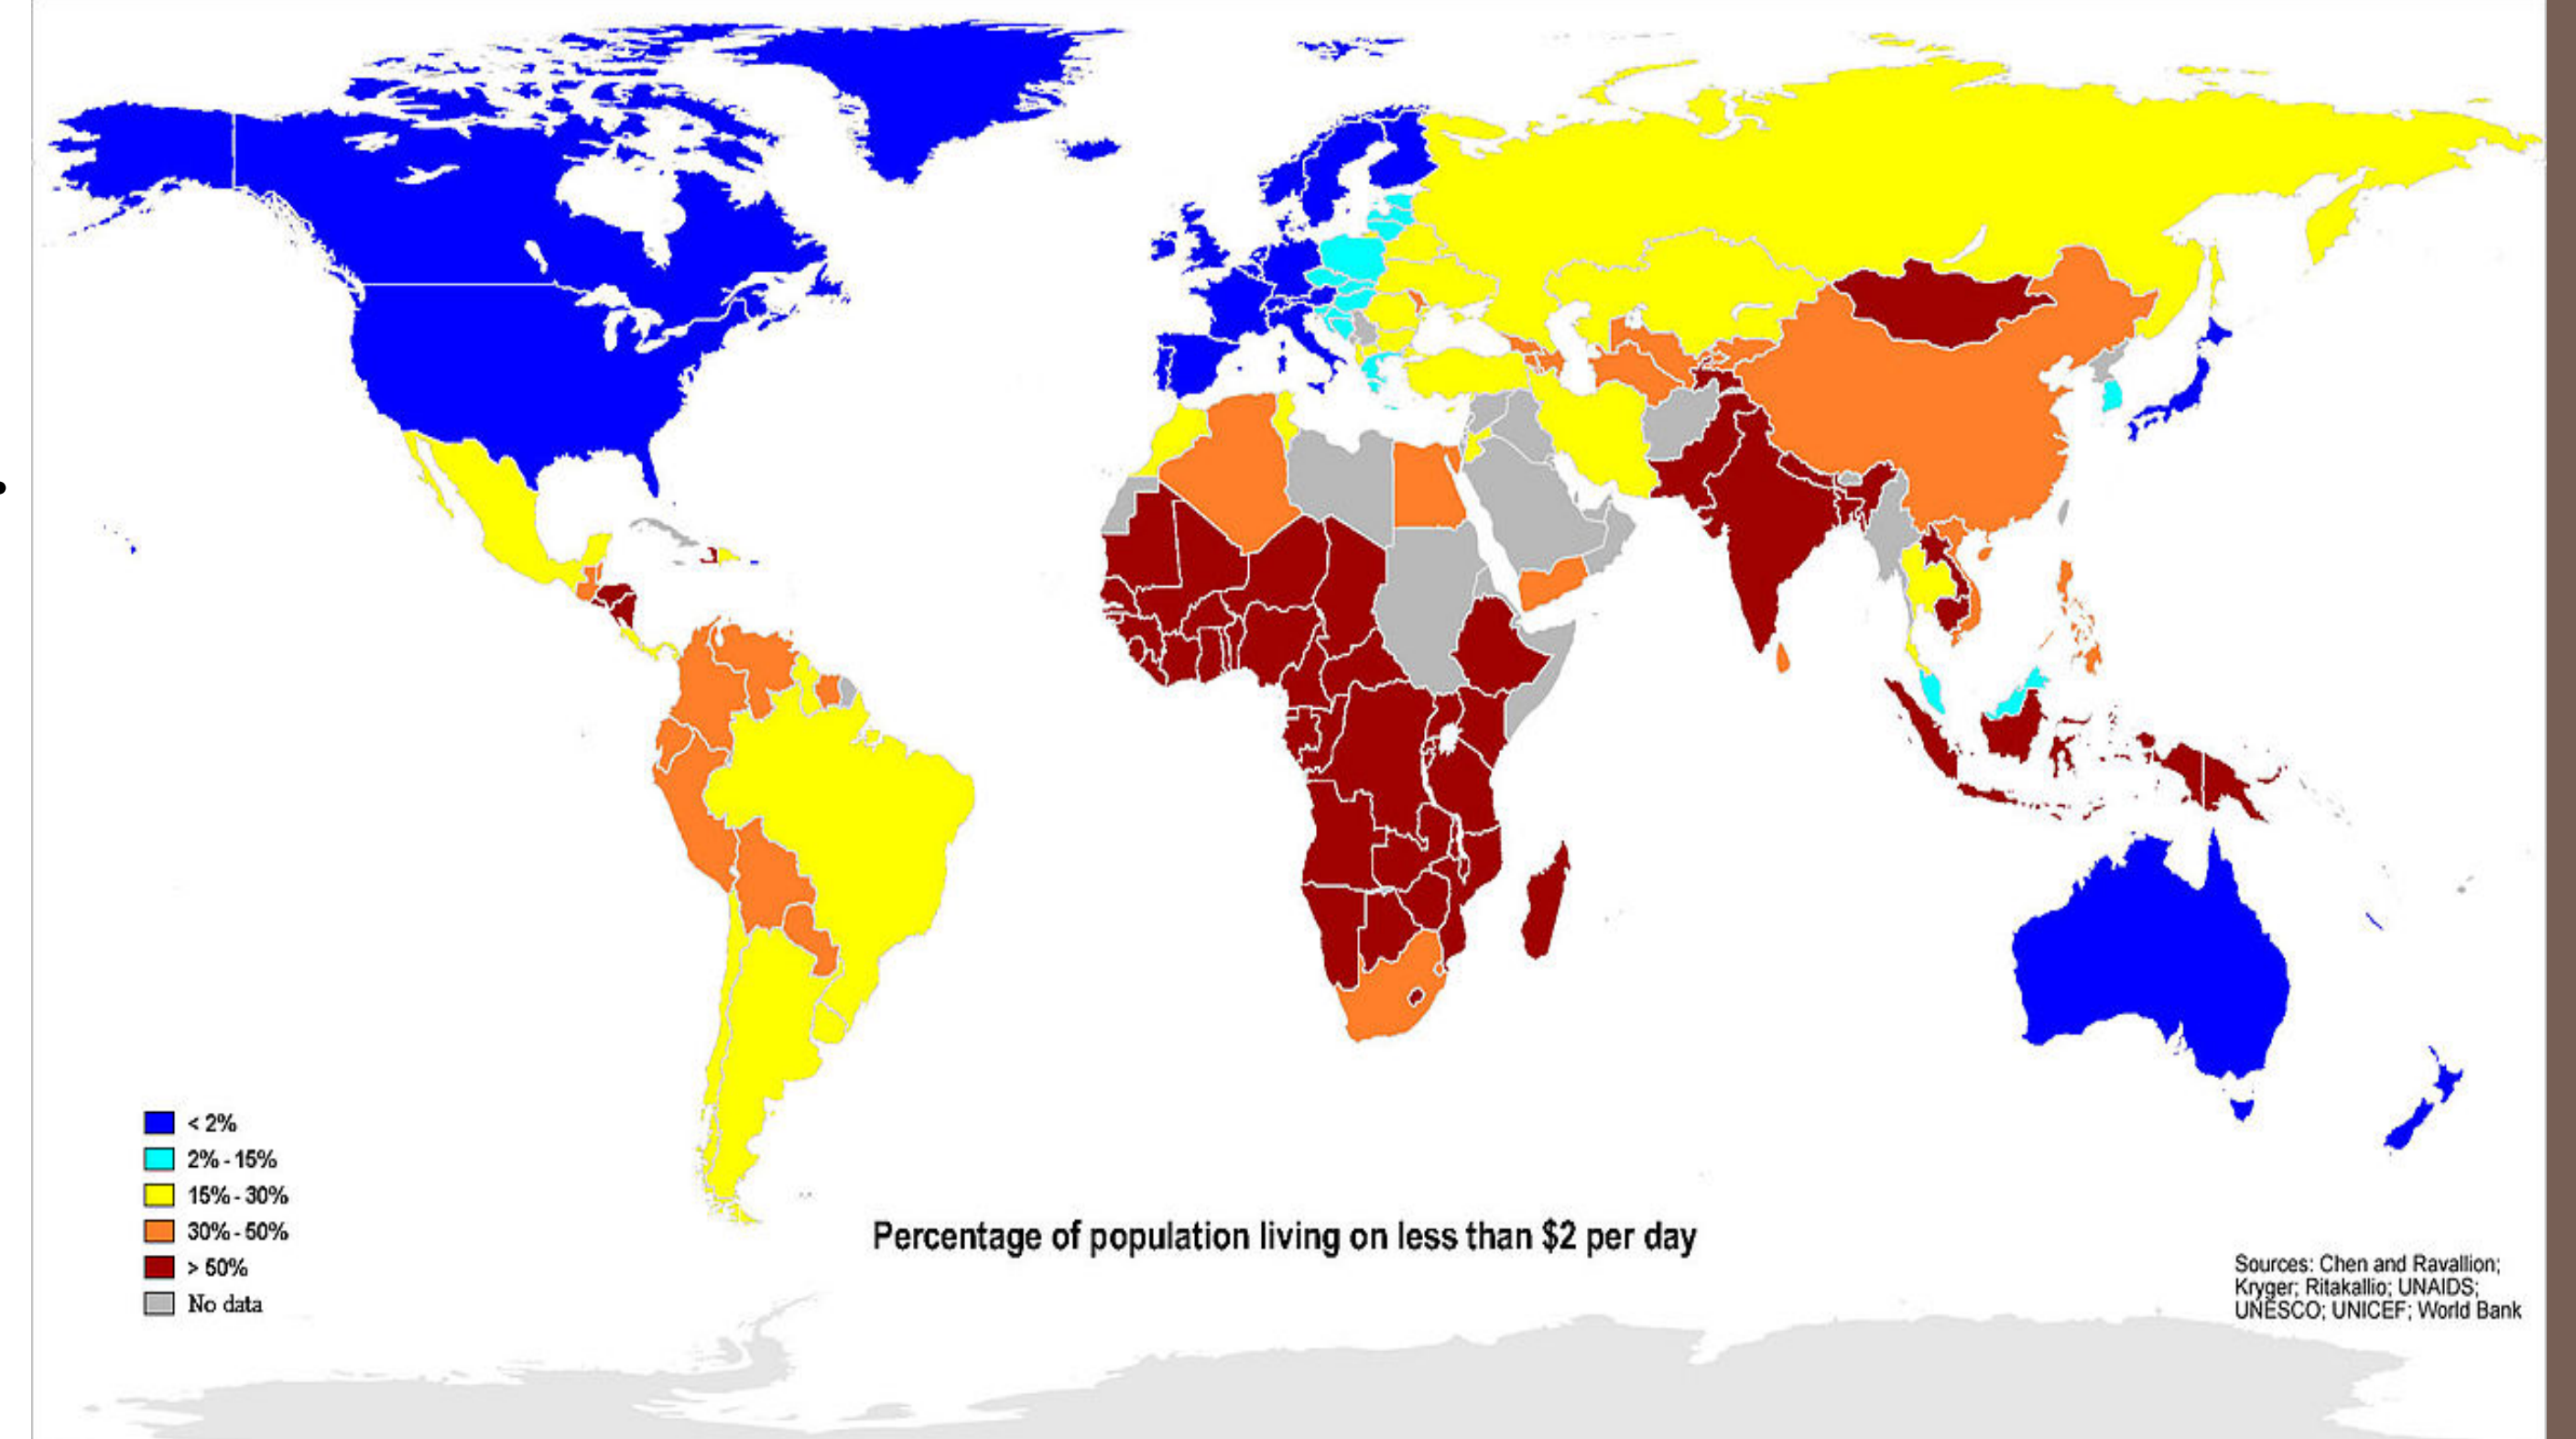 < 2%
2% - 15%
15% - 30%
30% - 50%
> 50%
No data
Percentage of population living on less than $2 per day
Sources: Chen and Ravallion;
Kryger; Ritakallio; UNAIDS;
UNESCO; UNICEF; World Bank